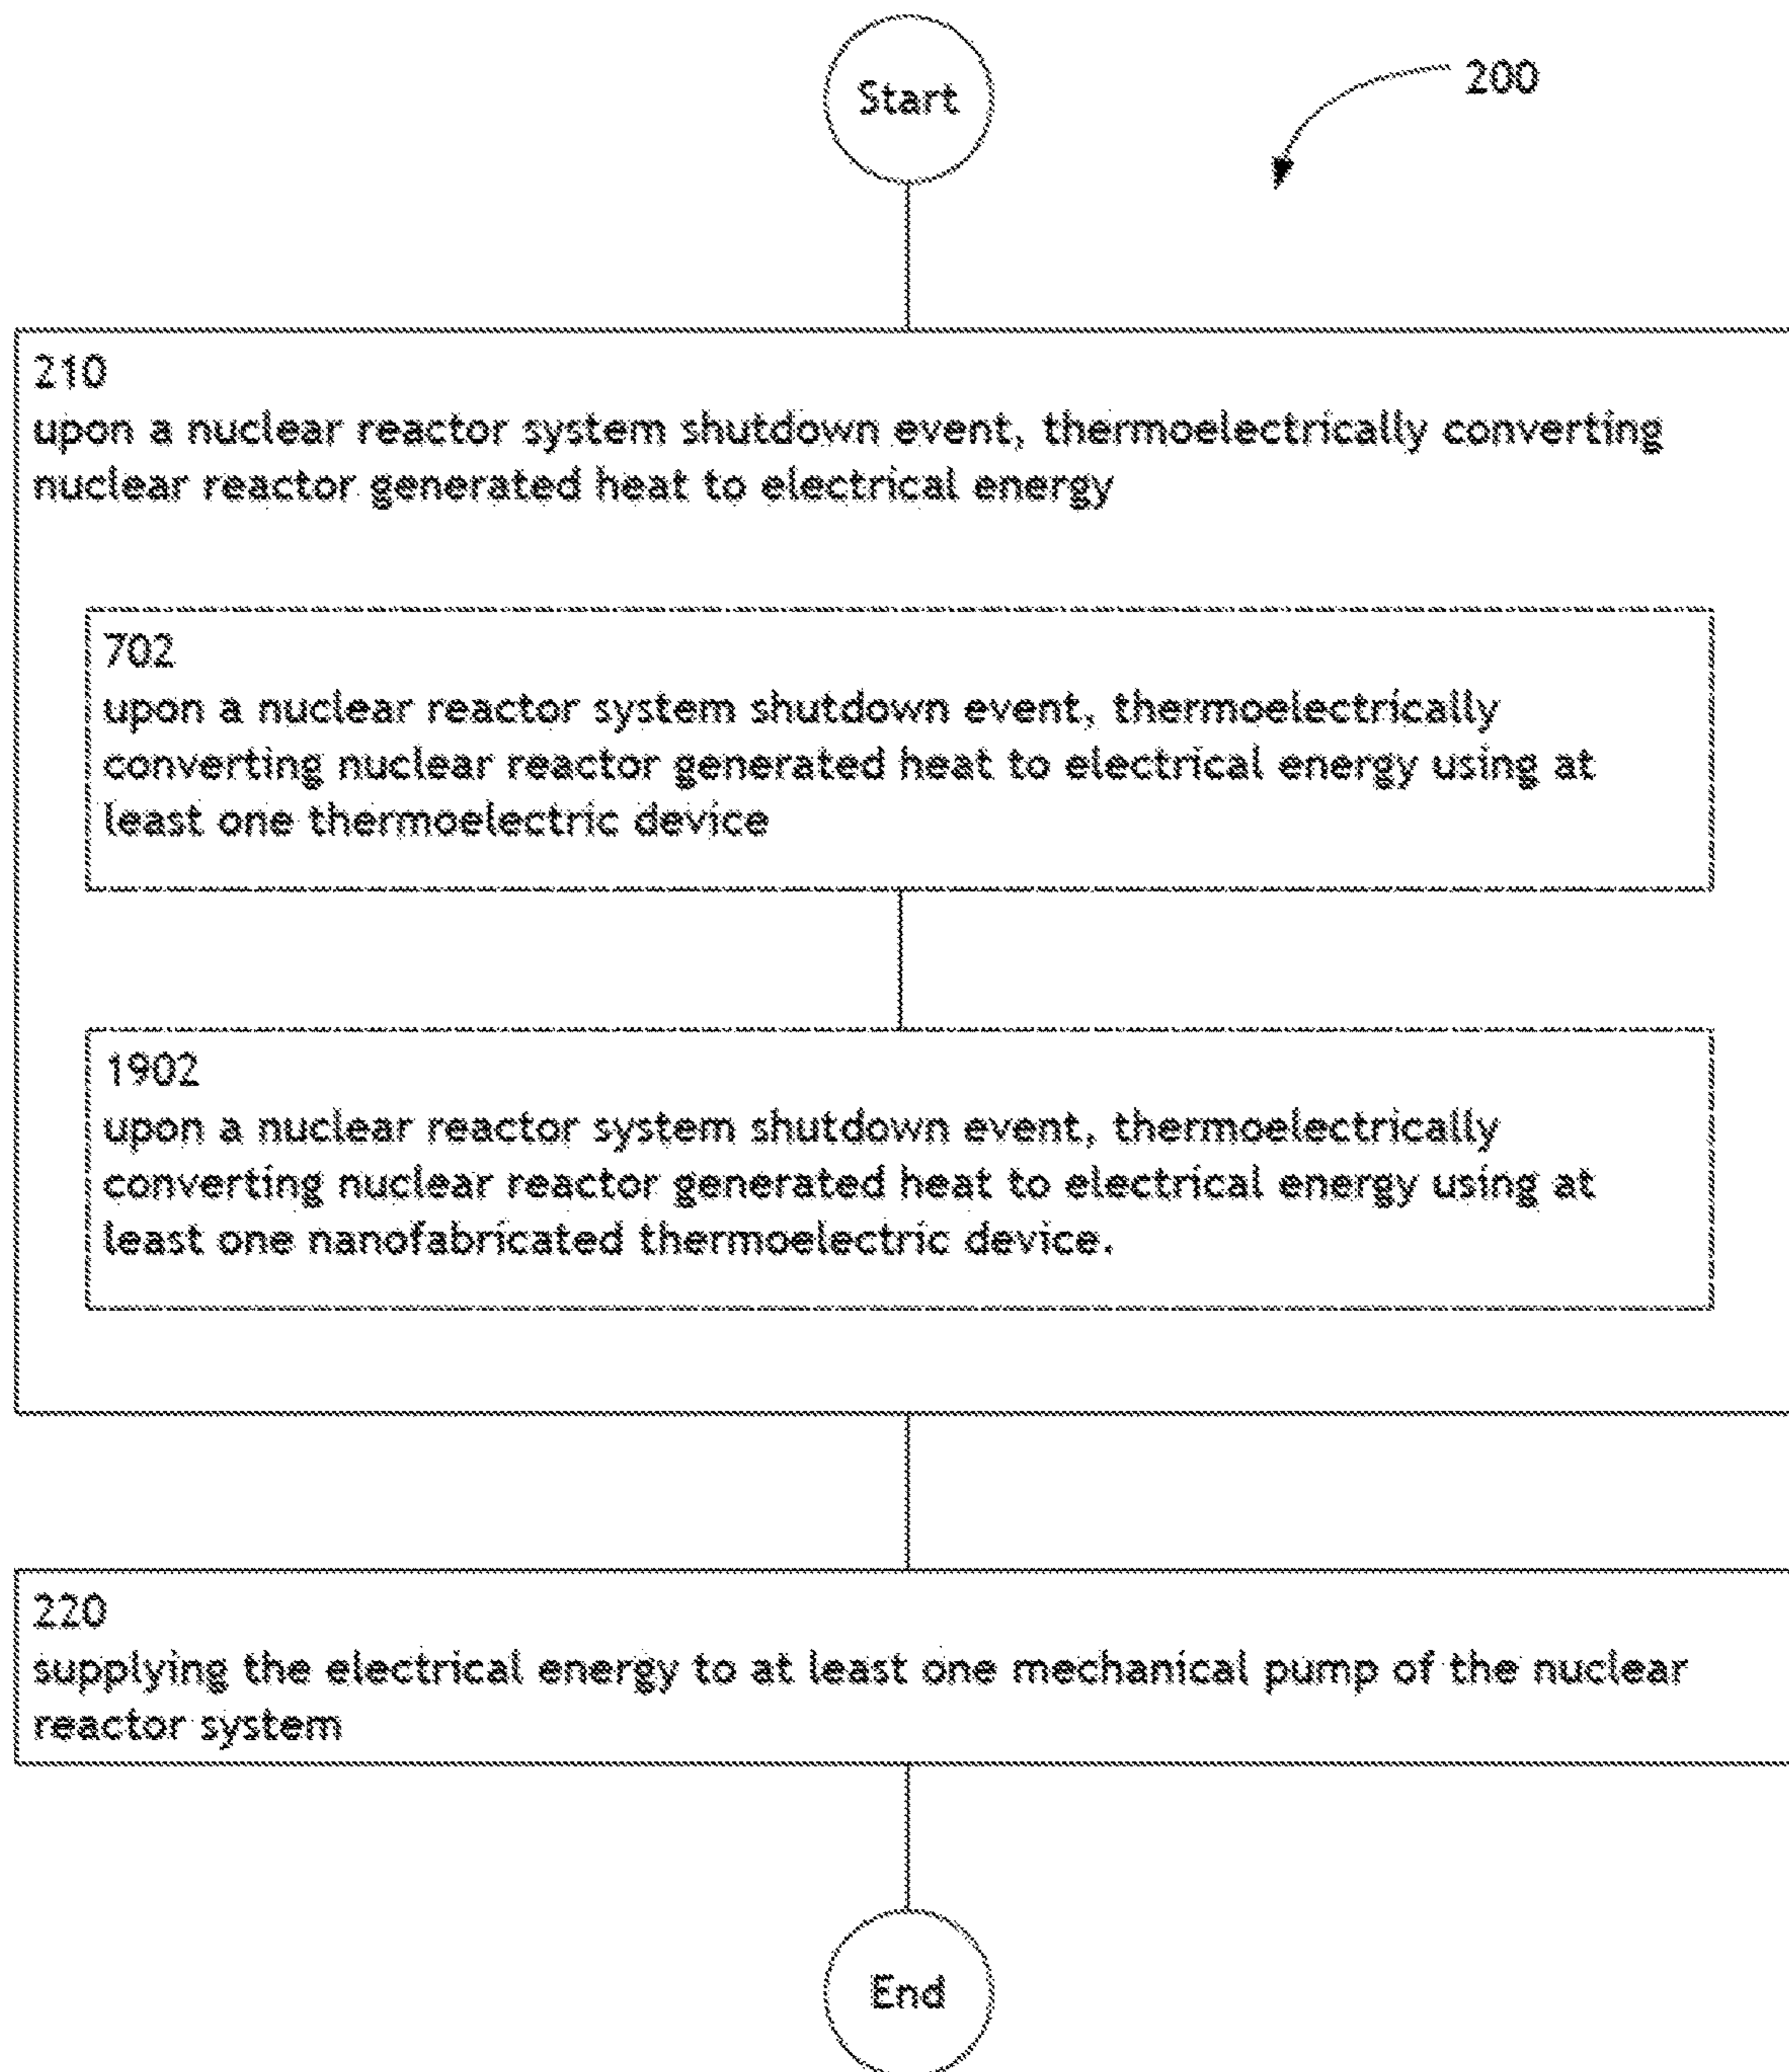 Start
200
210
upon a nuclear reactor system shutdown event, thermoelectrically converting
nuclear reactor generated heat to electrical energy
702
upon a nuclear reactor system shutdown event, thermoelectrically
converting nuclear reactor generated heat to electrical energy using at
least one thermoelectric device
1902
upon a nuclear reactor system shutdown event, thermoelectrically
converting nuclear reactor generated heat to electrical energy using at
least one nanofabricated thermoelectric device.
220
supplying the electrical energy to at least one mechanical pump of the nuclear
reactor system
End